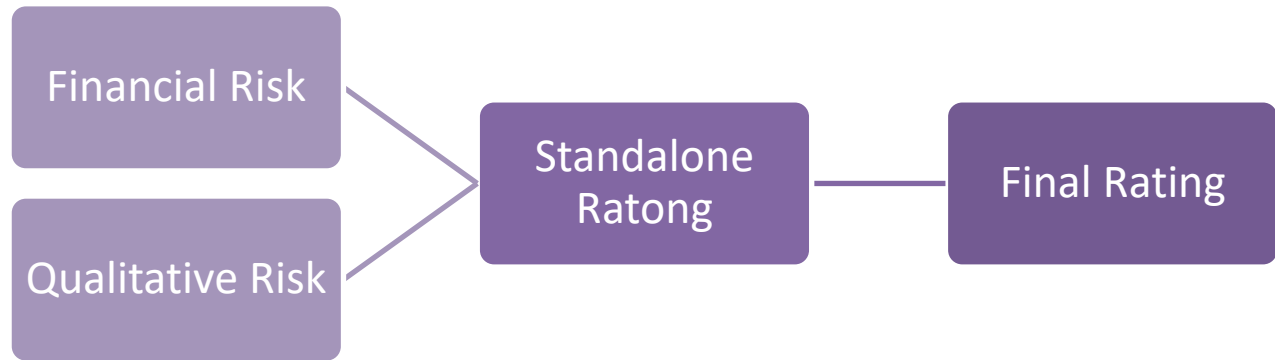 Financial Risk
Qualitative Risk
Standalone
Ratong
Final Rating